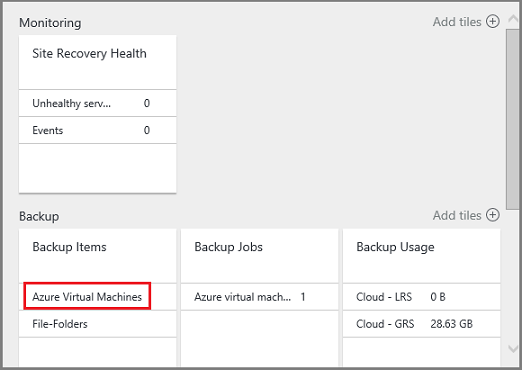 Monitoring
Add tiles
Site Recovery Health
Unhealthy serv... 0
Events 0
Backup
Add tiles
Backup Items
Backup Jobs
Backup Usage
Azure Virtual Machines
Azure virtual mach... 1
Cloud - LRS 0 B
File-Folders
Cloud - GRS 28.63 GB